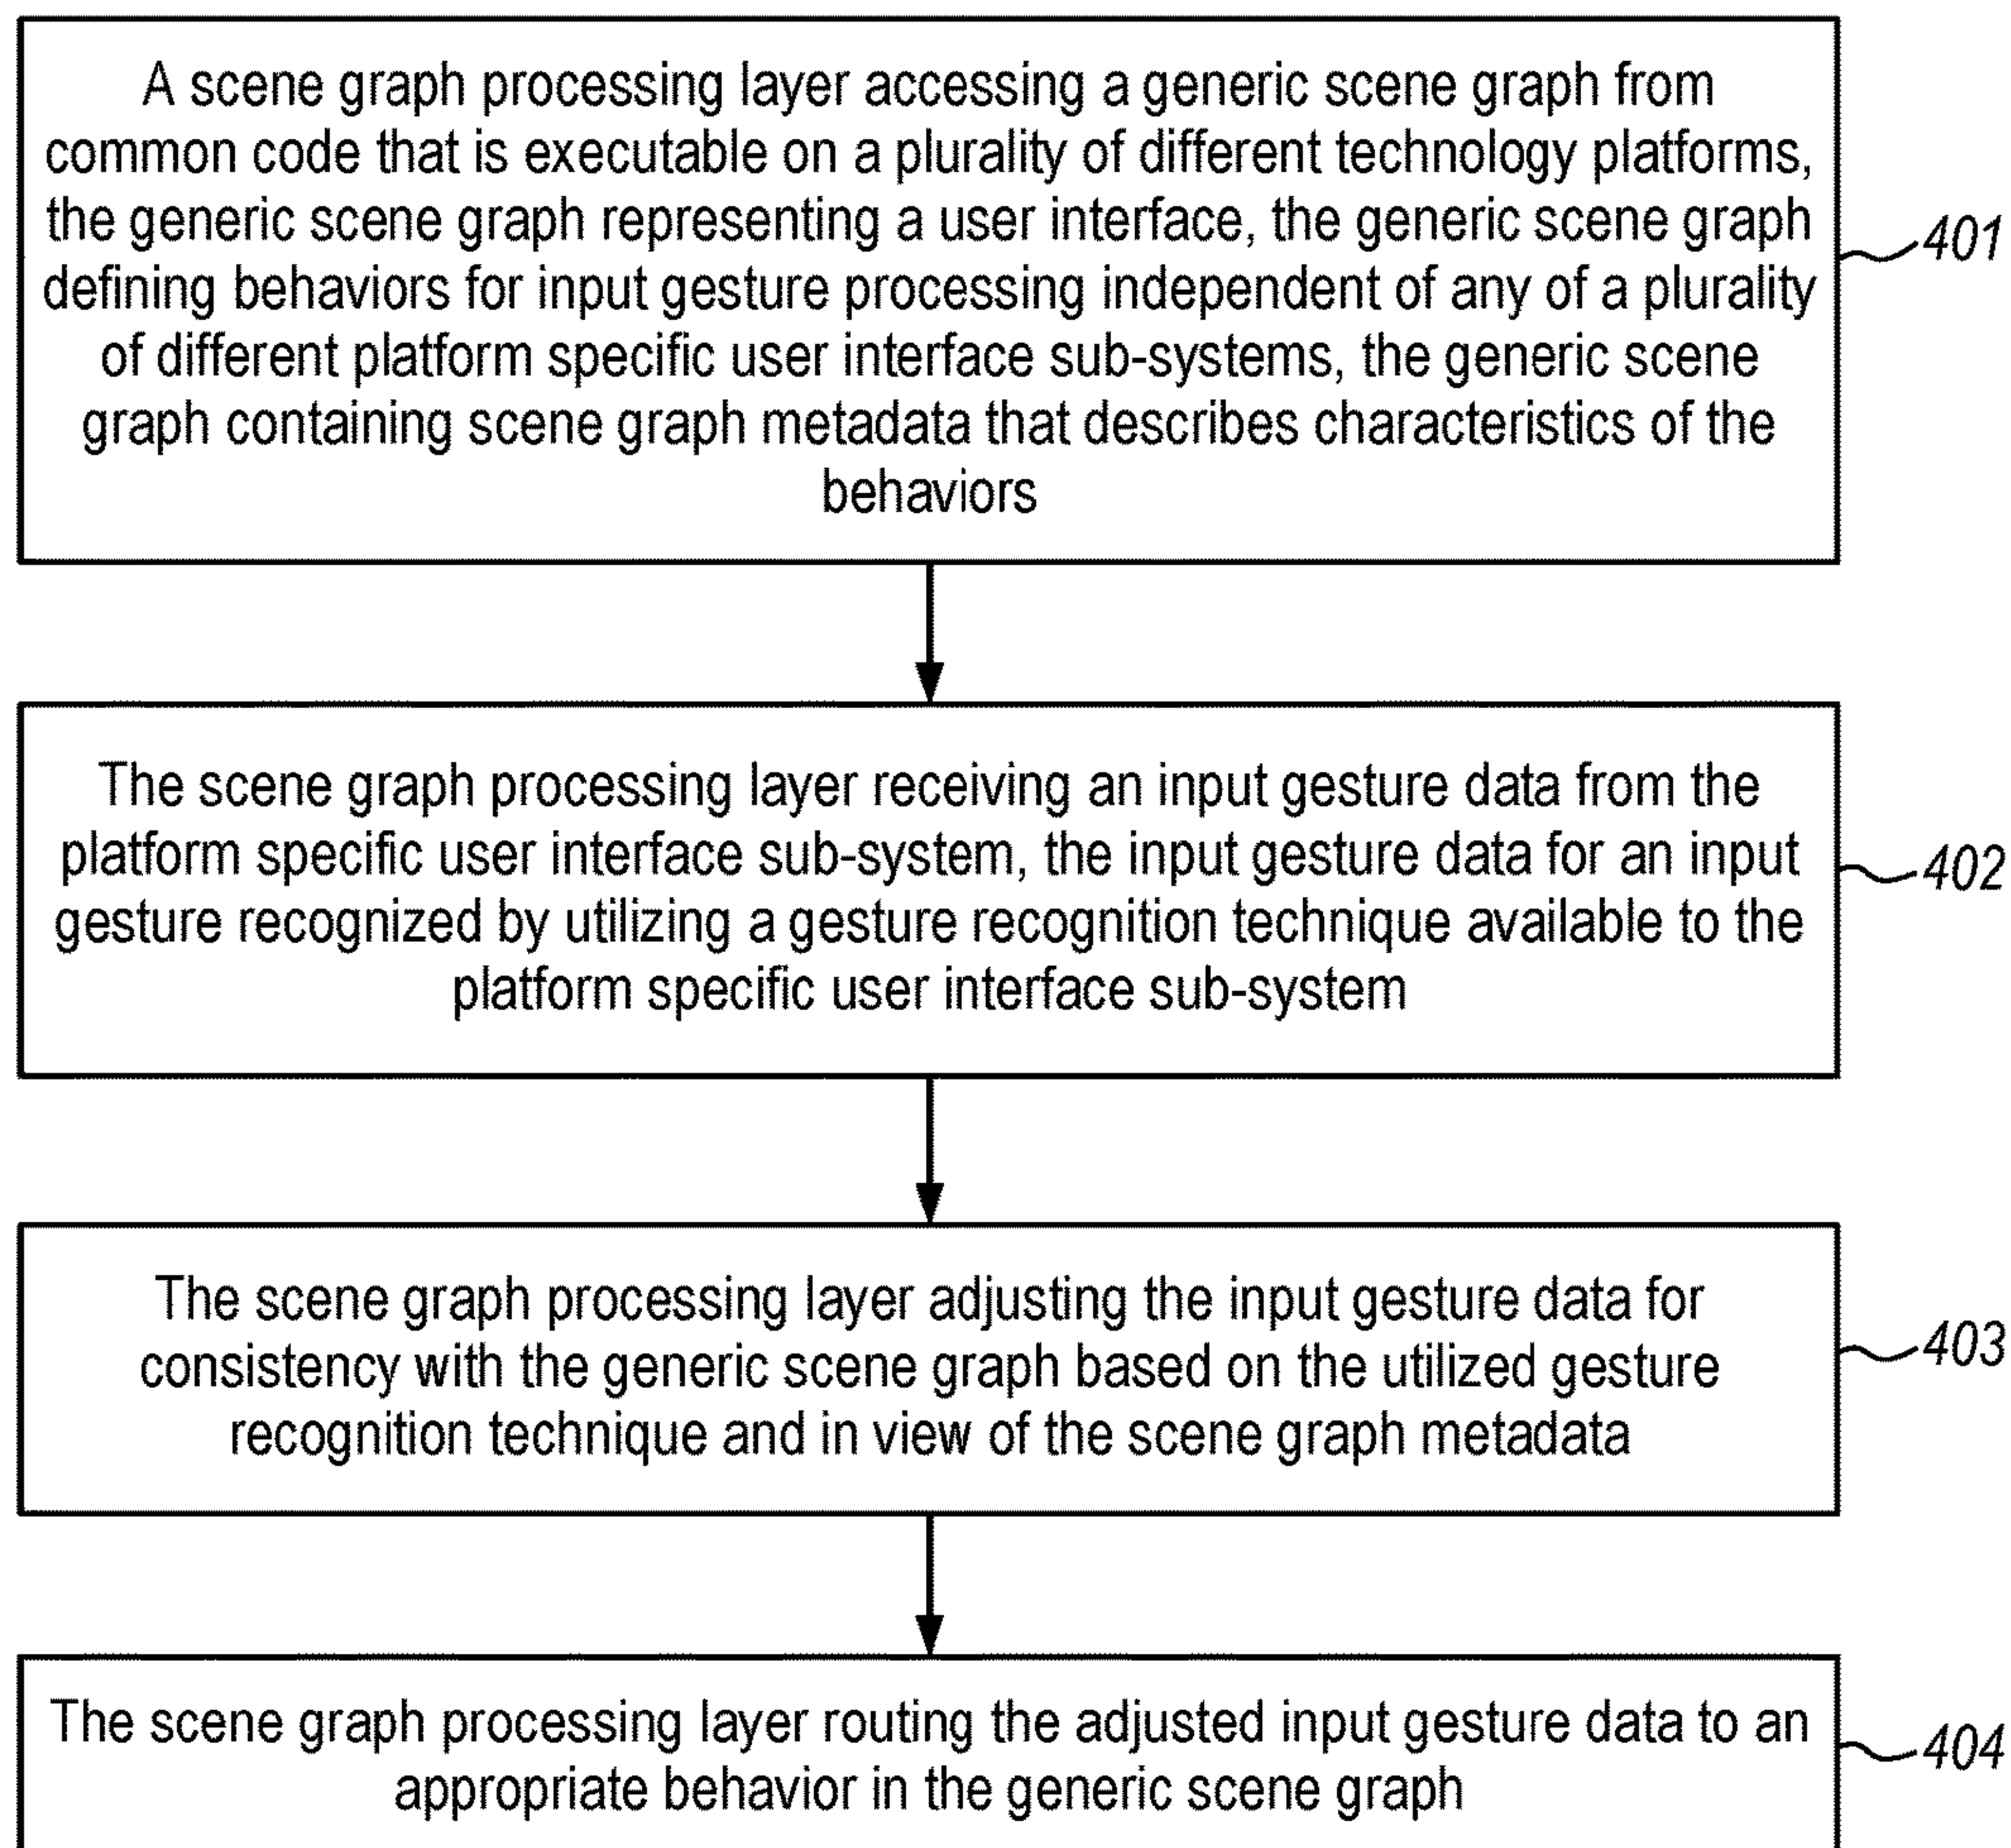 A scene graph processing layer accessing a generic scene graph from
common code that is executable on a plurality of different technology platforms,
the generic scene graph representing a user interface, the generic scene graph
defining behaviors for input gesture processing independent of any of a plurality
of different platform specific user interface sub-systems, the generic scene
graph containing scene graph metadata that describes characteristics of the
behaviors
401
The scene graph processing layer receiving an input gesture data from the
platform specific user interface sub-system, the input gesture data for an input
gesture recognized by utilizing a gesture recognition technique available to the
platform specific user interface sub-system
402
The scene graph processing layer adjusting the input gesture data for
consistency with the generic scene graph based on the utilized gesture
recognition technique and in view of the scene graph metadata
403
The scene graph processing layer routing the adjusted input gesture data to an
appropriate behavior in the generic scene graph
404